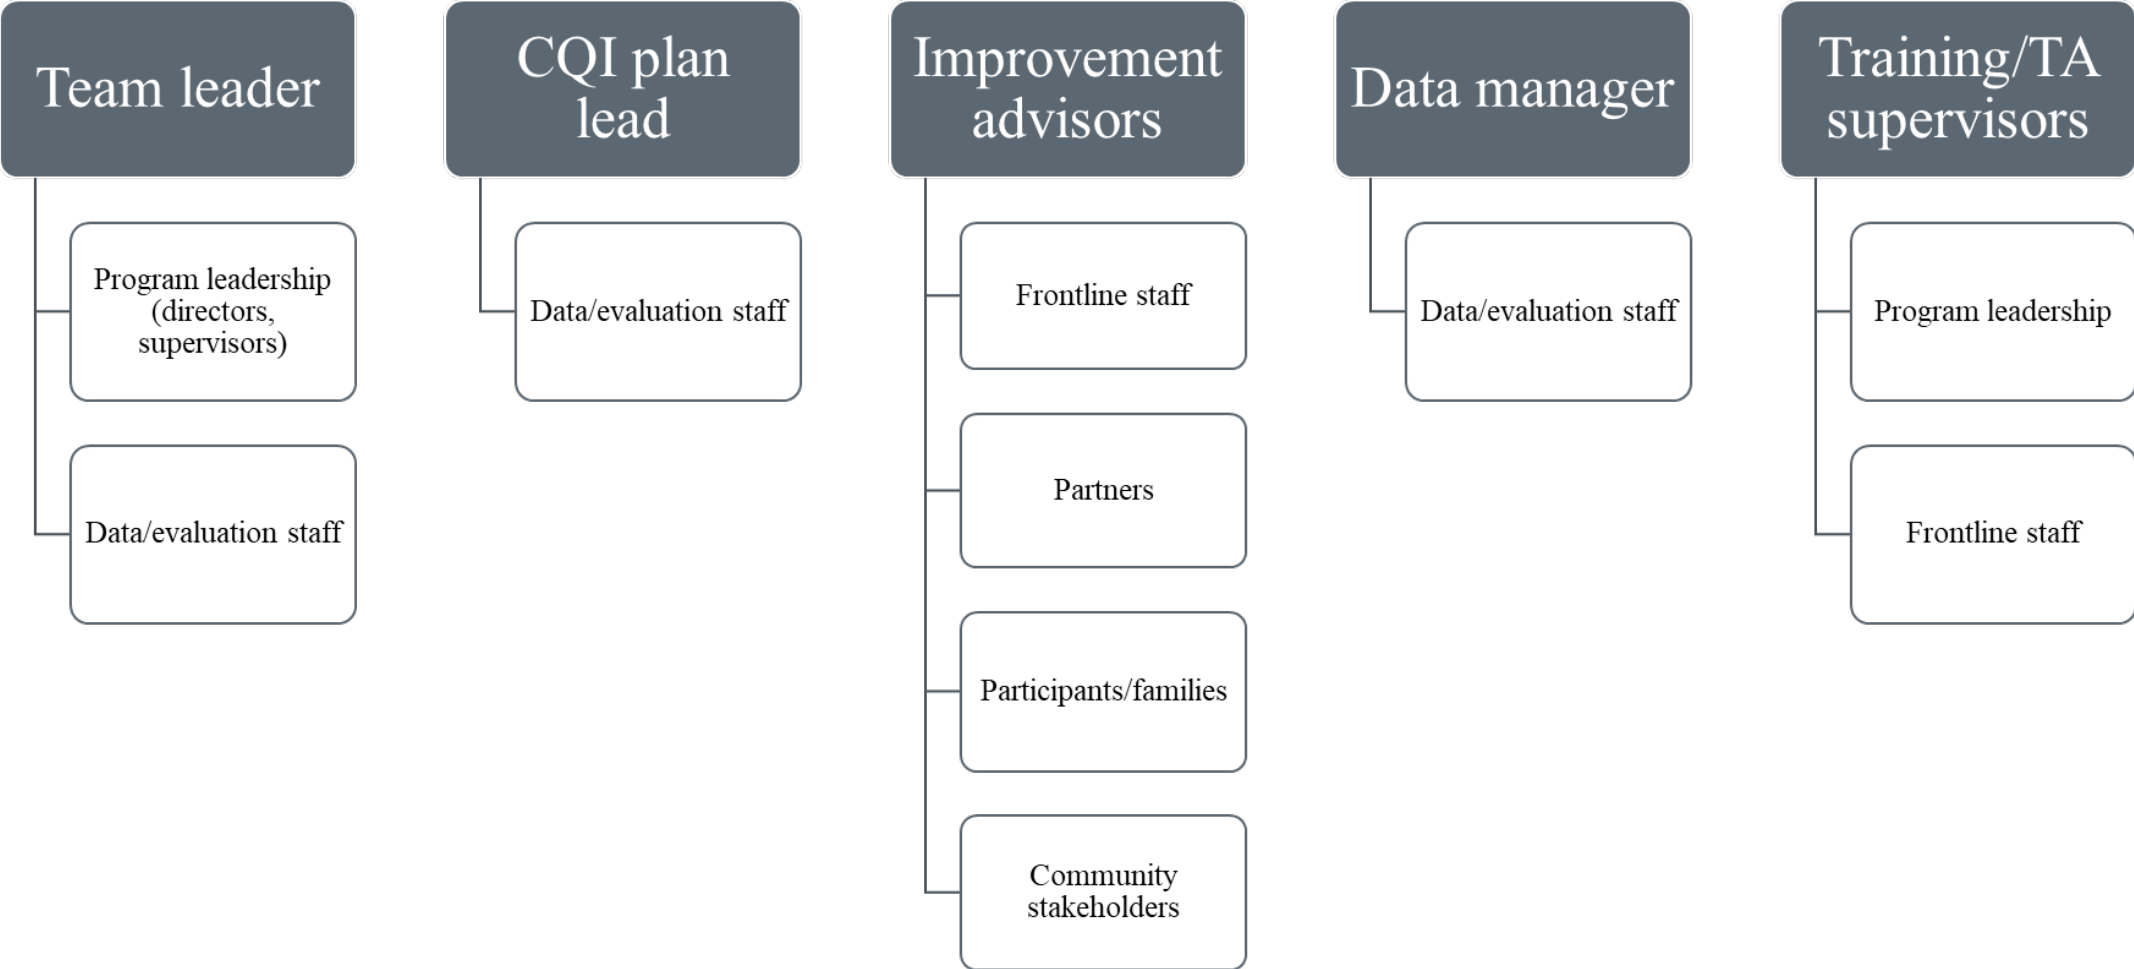 Team leader
Program leadership
(directors,
supervisors)
Data/evaluation staff
CQI plan
lead
Data/evaluation staff
Improvement
advisors
Frontline staff
Partners
Participants/families
Community
stakeholders
Data manager
Data/evaluation staff
Training/TA
supervisors
Program leadership
Frontline staff